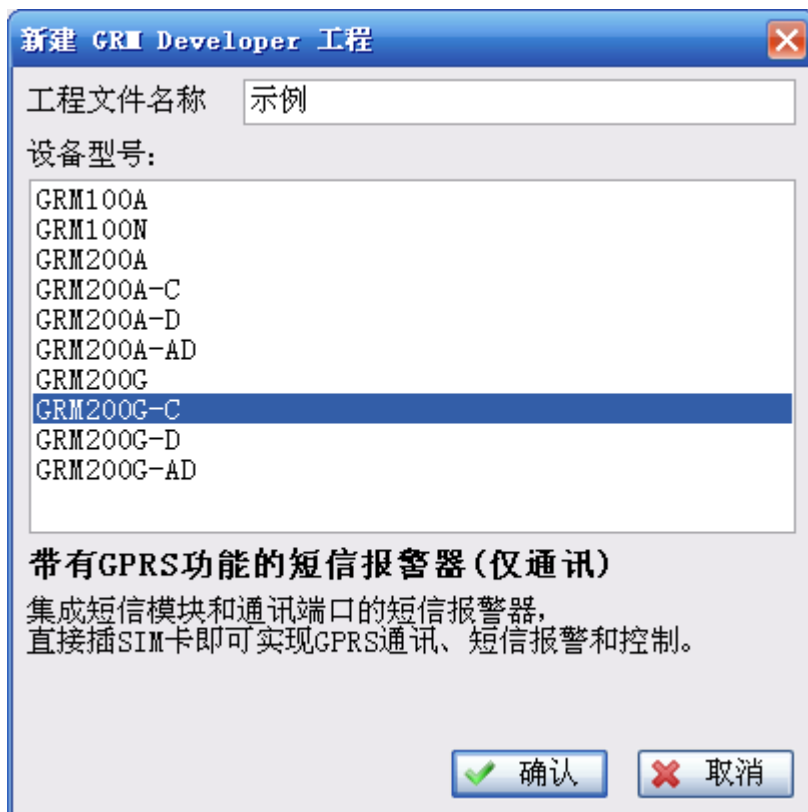 新建 GRM Developer 工程
工程文件名称 示例
设备型号:
GRM100A
GRM100N
GRM200A
GRM200A-C
GRM200A-D
GRM200A-AD
GRM200G
GRM200G-C
GRM200G-D
GRM200G-AD
带有GPRS功能的短信报警器(仅通讯)
集成短信模块和通讯端口的短信报警器,
直接插SIM卡即可实现GPRS通讯、短信报警和控制。
确认 取消